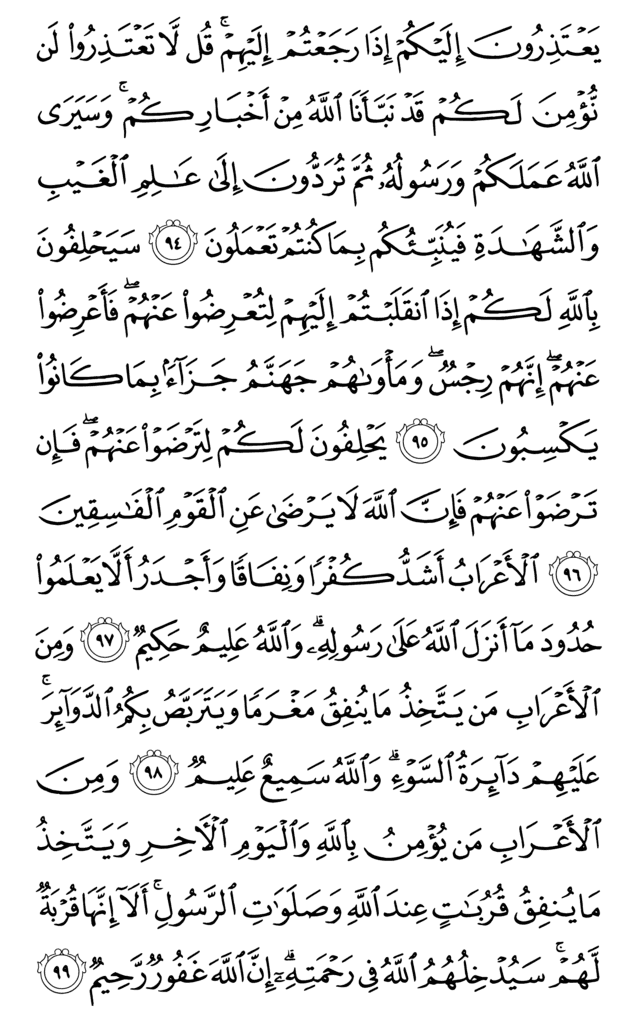 يَعْتَذِرُونَ إِلَيْكُمْ إِذَا رَجَعْتُمْ إِلَيْهِمْ ۚ قُل لَّا تَعْتَذِرُوا۟ لَن
نُّؤْمِنَ لَكُمْ قَدْ نَبَّأَنَا ٱللَّهُ مِنْ أَخْبَارِكُمْ ۚ وَسَيَرَى
ٱللَّهُ عَمَلَكُمْ وَرَسُولُهُۥ ثُمَّ تُرَدُّونَ إِلَىٰ عَـٰلِمِ ٱلْغَيْبِ
وَٱلشَّهَـٰدَةِ فَيُنَبِّئُكُم بِمَا كُنتُمْ تَعْمَلُونَ ٩٤ سَيَحْلِفُونَ
بِٱللَّهِ لَكُمْ إِذَا ٱنقَلَبْتُمْ إِلَيْهِمْ لِتُعْرِضُوا۟ عَنْهُمْ ۖ فَأَعْرِضُوا۟
عَنْهُمْ ۖ إِنَّهُمْ رِجْسٌ ۖ وَمَأْوَىٰهُمْ جَهَنَّمُ جَزَآءًۢ بِمَا كَانُوا۟
يَكْسِبُونَ ٩٥ يَحْلِفُونَ لَكُمْ لِتَرْضَوْا۟ عَنْهُمْ ۖ فَإِن
تَرْضَوْا۟ عَنْهُمْ فَإِنَّ ٱللَّهَ لَا يَرْضَىٰ عَنِ ٱلْقَوْمِ ٱلْفَـٰسِقِينَ
٩٦ ٱلْأَعْرَابُ أَشَدُّ كُفْرًا وَنِفَاقًا وَأَجْدَرُ أَلَّا يَعْلَمُوا۟
حُدُودَ مَآ أَنزَلَ ٱللَّهُ عَلَىٰ رَسُولِهِۦ ۗ وَٱللَّهُ عَلِيمٌ حَكِيمٌ ٩٧ وَمِنَ
ٱلْأَعْرَابِ مَن يَتَّخِذُ مَا يُنفِقُ مَغْرَمًا وَيَتَرَبَّصُ بِكُمُ ٱلدَّوَآئِرَ ۚ
عَلَيْهِمْ دَآئِرَةُ ٱلسَّوْءِ ۗ وَٱللَّهُ سَمِيعٌ عَلِيمٌ ٩٨ وَمِنَ
ٱلْأَعْرَابِ مَن يُؤْمِنُ بِٱللَّهِ وَٱلْيَوْمِ ٱلْـَٔاخِرِ وَيَتَّخِذُ
مَا يُنفِقُ قُرُبَـٰتٍ عِندَ ٱللَّهِ وَصَلَوَٰتِ ٱلرَّسُولِ ۚ أَلَآ إِنَّهَا قُرْبَةٌ
لَّهُمْ ۚ سَيُدْخِلُهُمُ ٱللَّهُ فِى رَحْمَتِهِۦٓ ۗ إِنَّ ٱللَّهَ غَفُورٌ رَّحِيمٌ ٩٩